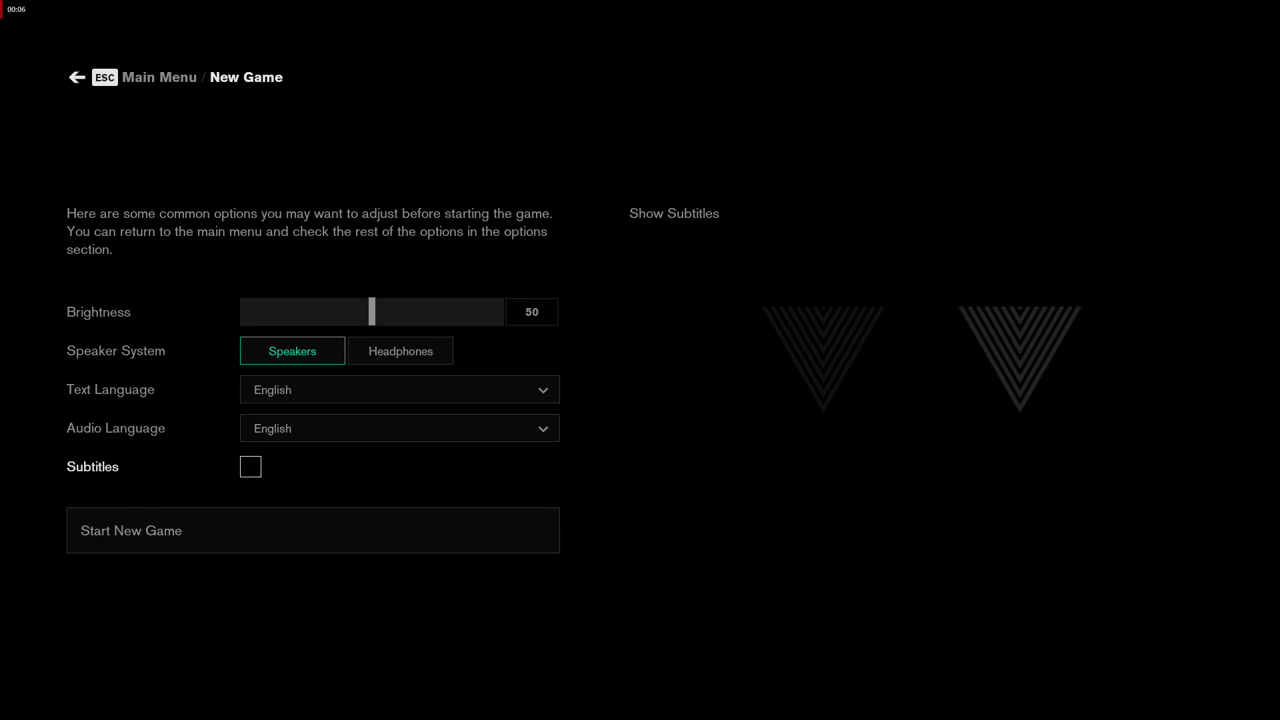 00:06
ESC Main Menu / New Game
Here are some common options you may want to adjust before starting the game.
You can return to the main menu and check the rest of the options in the options
section.
Show Subtitles
Brightness 50
Speaker System Speakers Headphones
Text Language English
Audio Language English
Subtitles
Start New Game